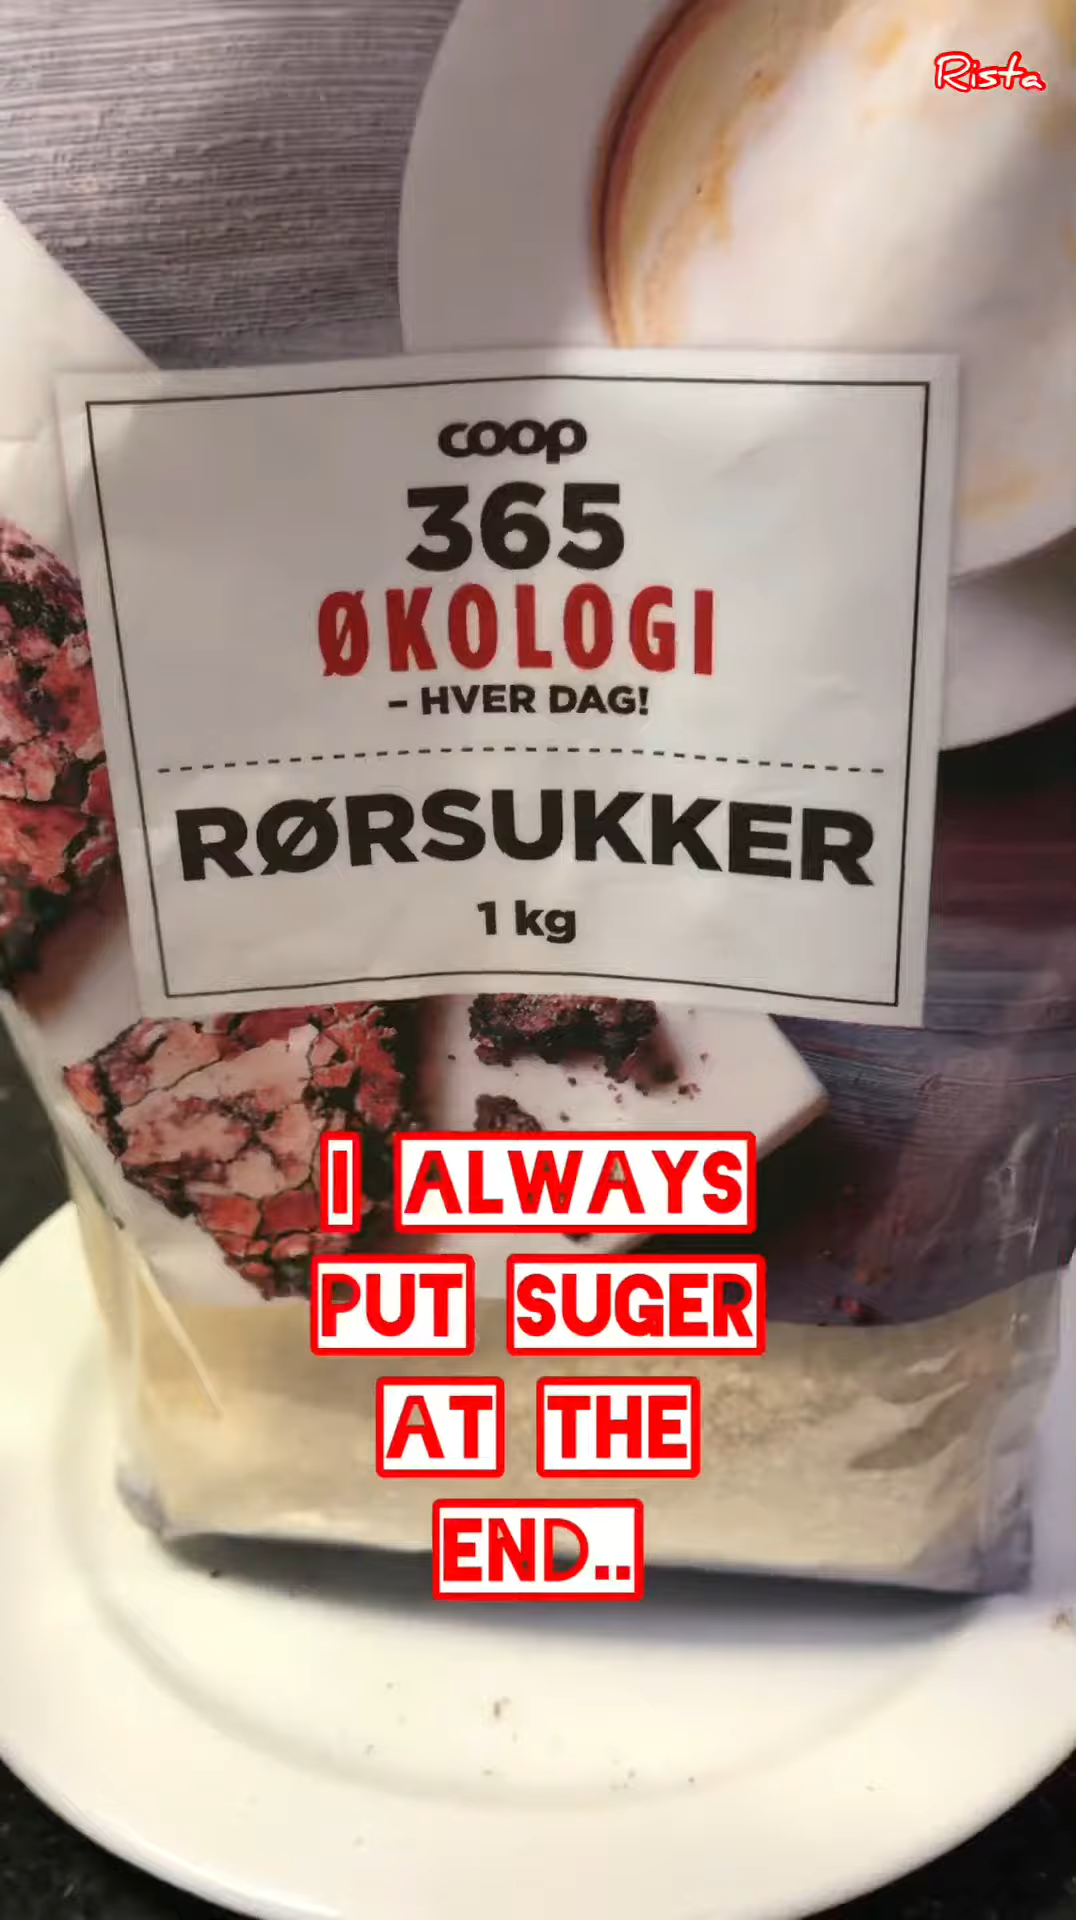 Rista
coop
365
ØKOLOGI
- HVER DAG!
RØRSUKKER
1 kg
I ALWAYS
PUT SUGER
AT THE
END..